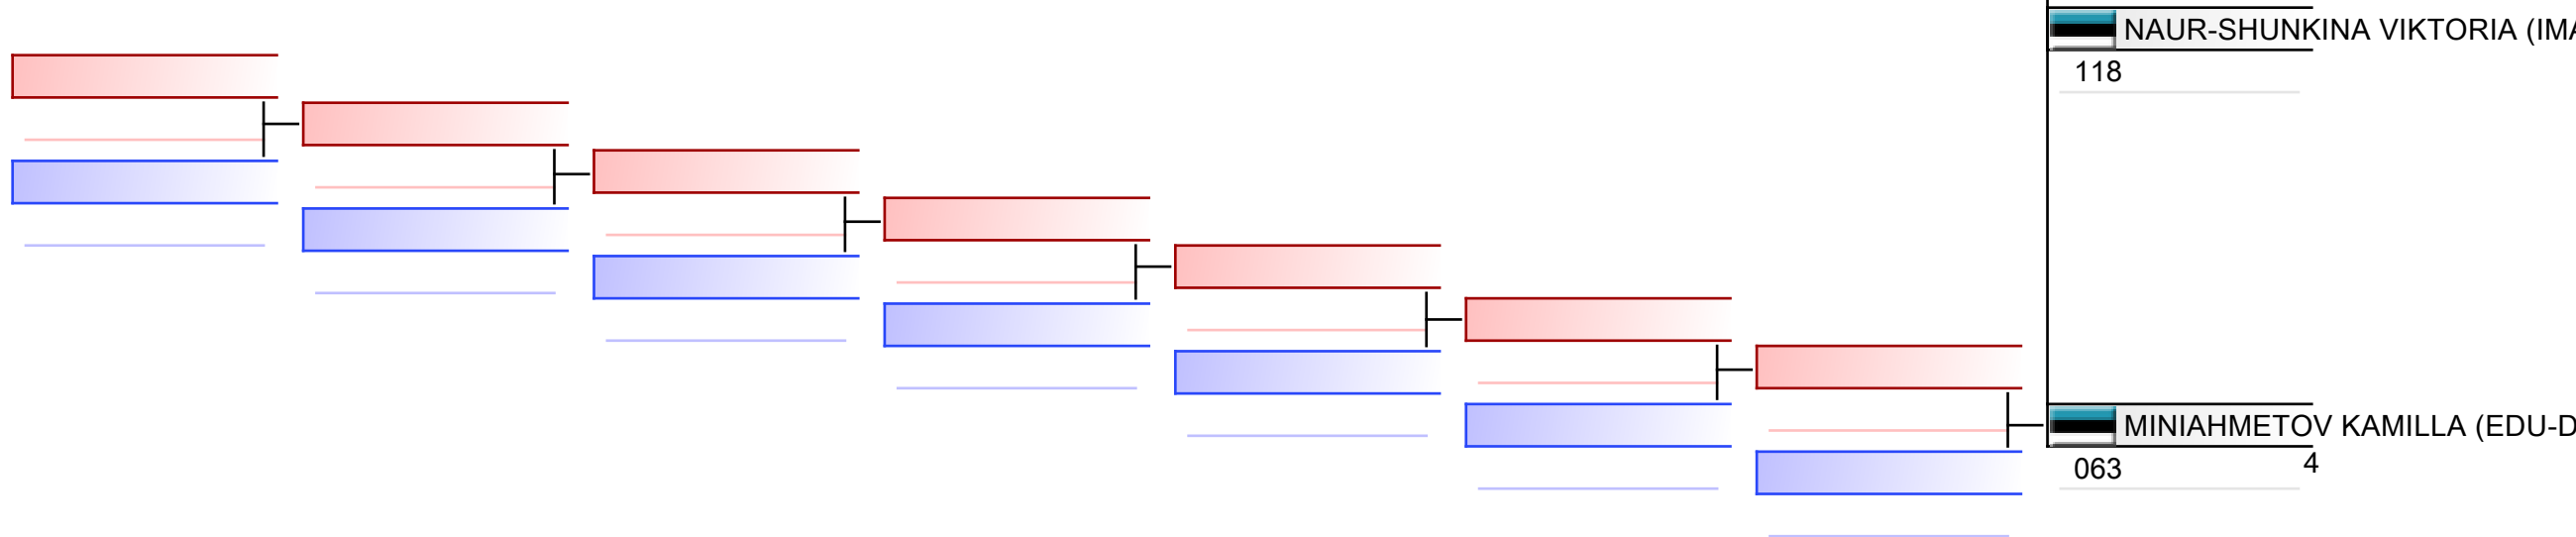 NAUR-SHUNKINA VIKTORIA (IMA
118
MINIAHMETOV KAMILLA (EDU-D
063 4